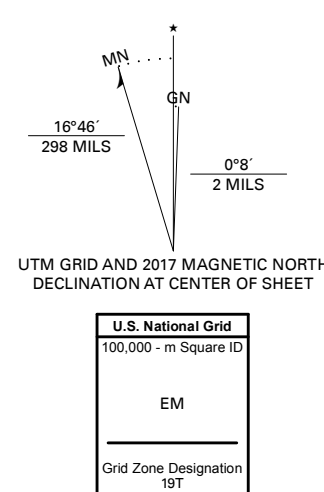 ★
MN
GN
16°46´
298 MILS
0°8´
2 MILS
UTM GRID AND 2017 MAGNETIC NORTH
DECLINATION AT CENTER OF SHEET
U.S. National Grid
100,000 - m Square ID
EM
Grid Zone Designation
19T